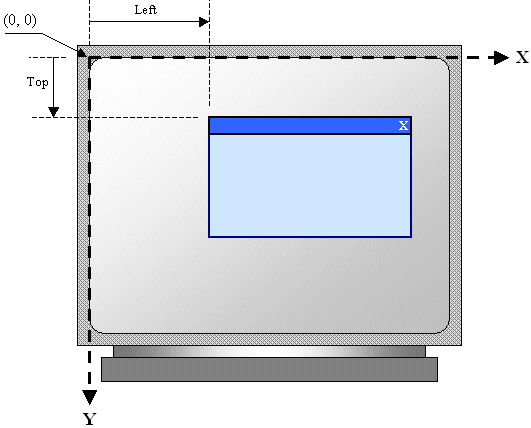 Left
(0, 0)
X
Top
X
Y